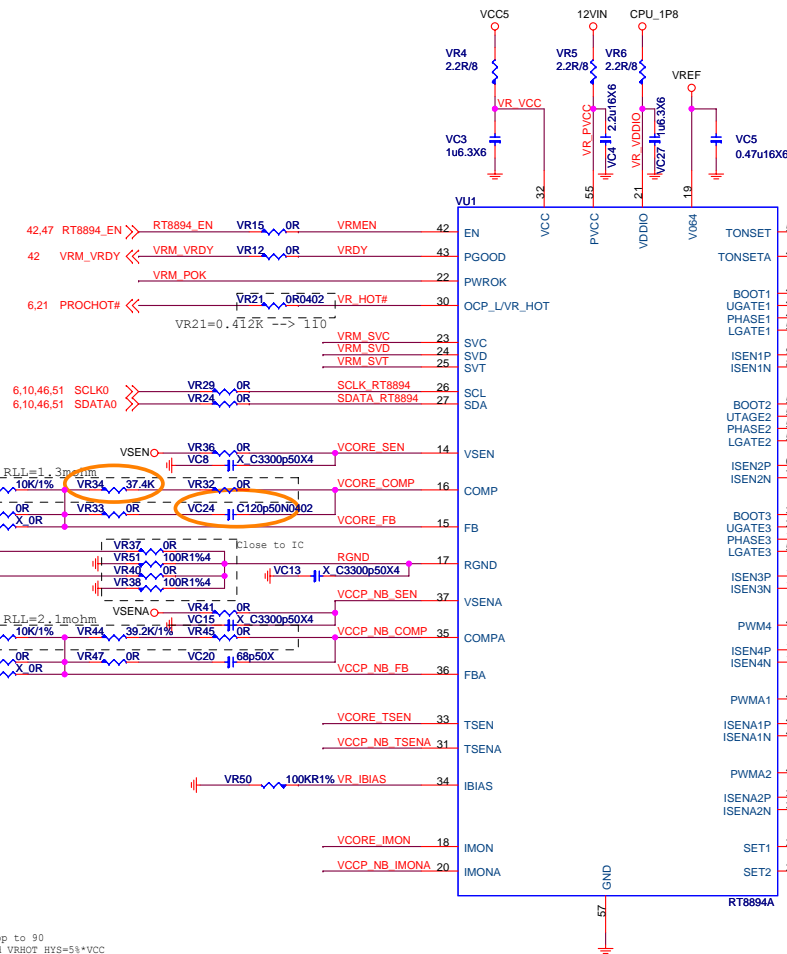 VCC5 12VIN CPU_1P8
VR4 2.2R/8 VR5 2.2R/8 VR6 2.2R/8 VREF
VR_VCC VR_PVCC VR_VDDIO
VC3 1u6.3X6 VC4 2.2u16X6 VC27 1u6.3X6 VC5 0.47u16X6
32 55 21 19
VU1
VCC PVCC VDDIO V064
42,47 RT8894_EN RT8894_EN VR15 0R VRMEN 42 EN TONSET
42 VRM_VRDY VRM_VRDY VR12 0R VRDY 43 PGOOD TONSETA
VRM_POK 22 PWROK
BOOT1
6,21 PROCHOT# VR21 0R0402 VR_HOT# 30 OCP_L/VR_HOT UGATE1
VR21=0.412K --> 110 PHASE1
LGATE1
VRM_SVC 23 SVC
VRM_SVD 24 SVD ISEN1P
VRM_SVT 25 SVT ISEN1N
6,10,46,51 SCLK0 VR29 0R SCLK_RT8894 26 SCL
6,10,46,51 SDATA0 VR24 0R SDATA_RT8894 27 SDA BOOT2
UTAGE2
PHASE2
LGATE2
VSEN VR36 0R VCORE_SEN 14 VSEN
VC8 X_C3300p50X4 ISEN2P
RLL=1.3mohm ISEN2N
10K/1% VR34 37.4K VR32 0R VCORE_COMP 16 COMP
0R VR33 0R VC24 C120p50N0402 BOOT3
X_0R VCORE_FB 15 FB UGATE3
PHASE3
VR37 0R Close to IC LGATE3
VR51 100R1%4 RGND 17 RGND
VR40 0R VC13 X_C3300p50X4 ISEN3P
VR38 100R1%4 ISEN3N
VCCP_NB_SEN 37 VSENA
VSENA VR41 0R
RLL=2.1mohm VC15 X_C3300p50X4 PWM4
10K/1% VR44 39.2K/1% VR45 0R VCCP_NB_COMP 35 COMPA
0R VR47 0R VC20 68p50X ISEN4P
X_0R VCCP_NB_FB 36 FBA ISEN4N
PWMA1
VCORE_TSEN 33 TSEN ISENA1P
VCCP_NB_TSENA 31 TSENA ISENA1N
VR50 100KR1% VR_IBIAS 34 IBIAS PWMA2
ISENA2P
ISENA2N
VCORE_IMON 18 IMON SET1
VCCP_NB_IMONA 20 IMONA SET2
GND
57
RT8894A
op to 90
VRHOT HYS=5%*VCC